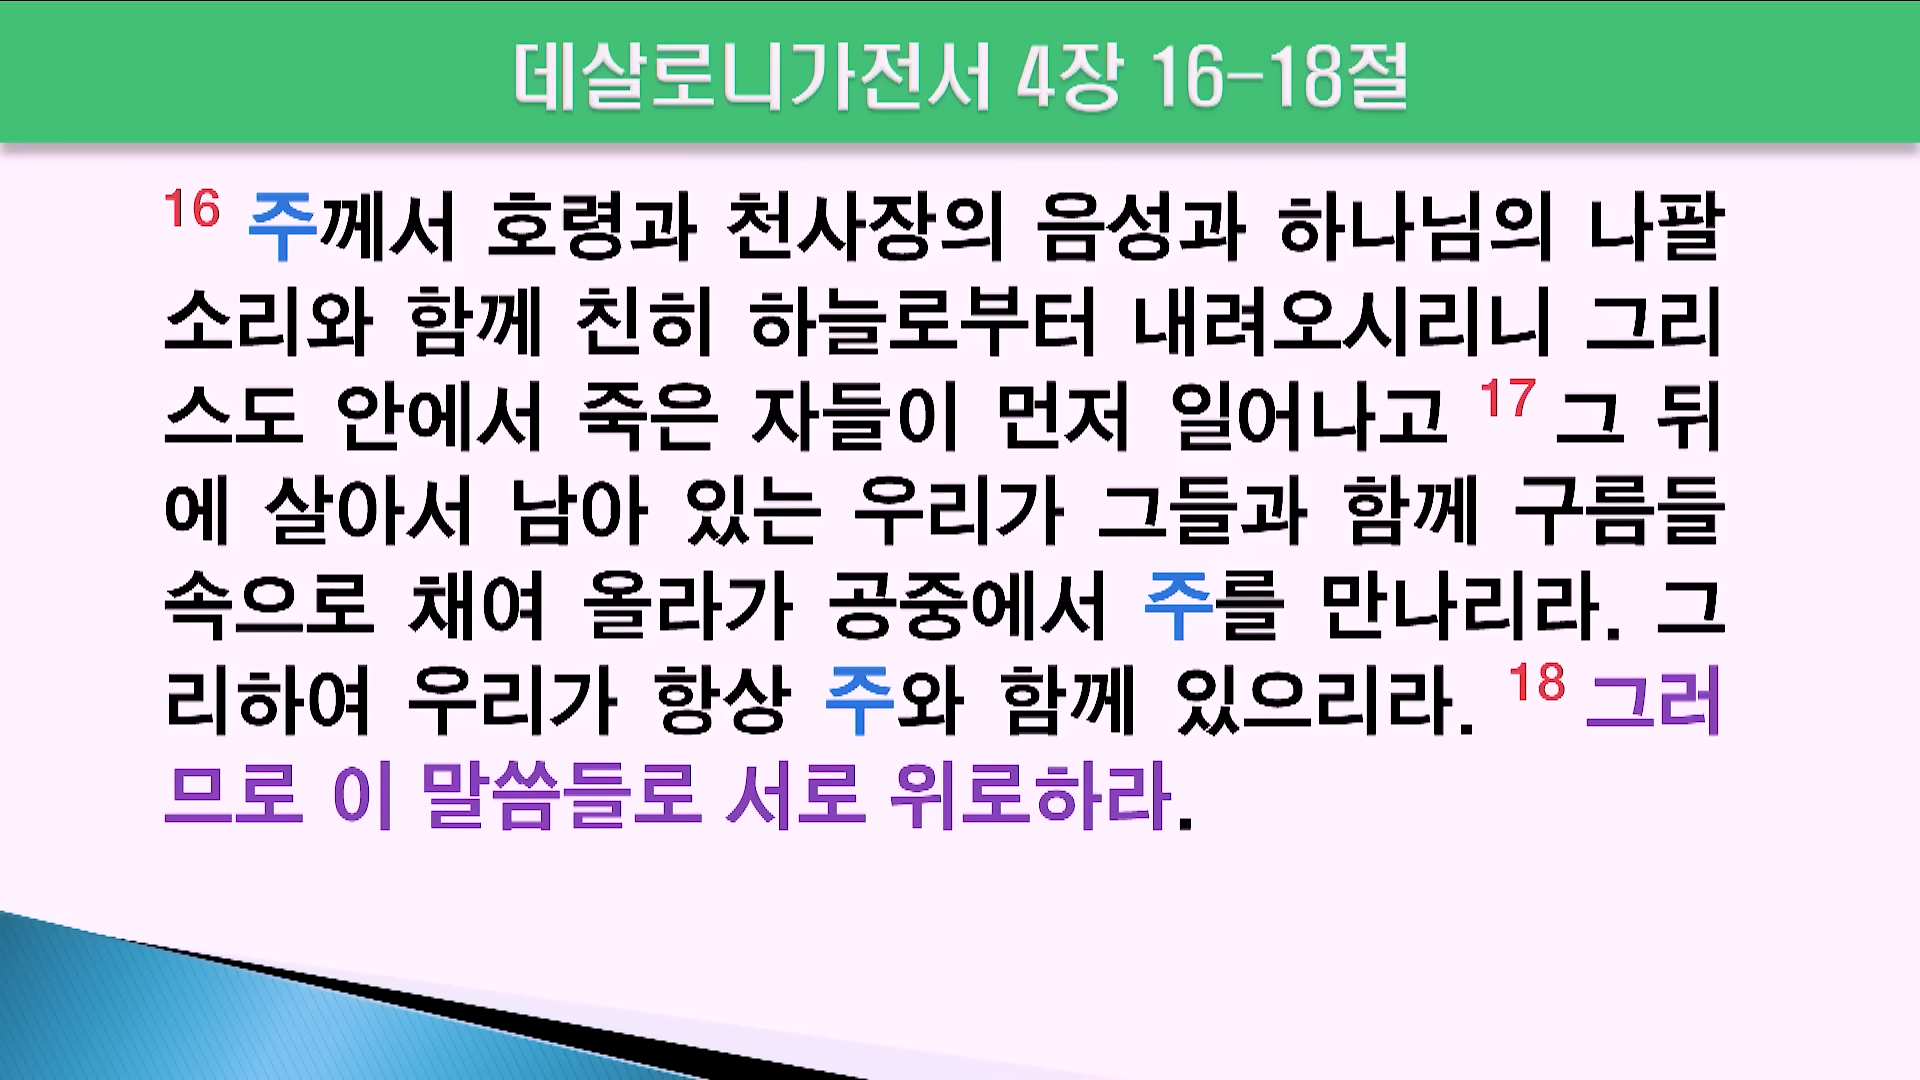 데살로니가전서 4장 16-18절
16 주께서 호령과 천사장의 음성과 하나님의 나팔
소리와 함께 친히 하늘로부터 내려오시리니 그리
스도 안에서 죽은 자들이 먼저 일어나고 17 그 뒤
에 살아서 남아 있는 우리가 그들과 함께 구름들
속으로 채여 올라가 공중에서 주를 만나리라. 그
리하여 우리가 항상 주와 함께 있으리라. 18 그러
므로 이 말씀들로 서로 위로하라.